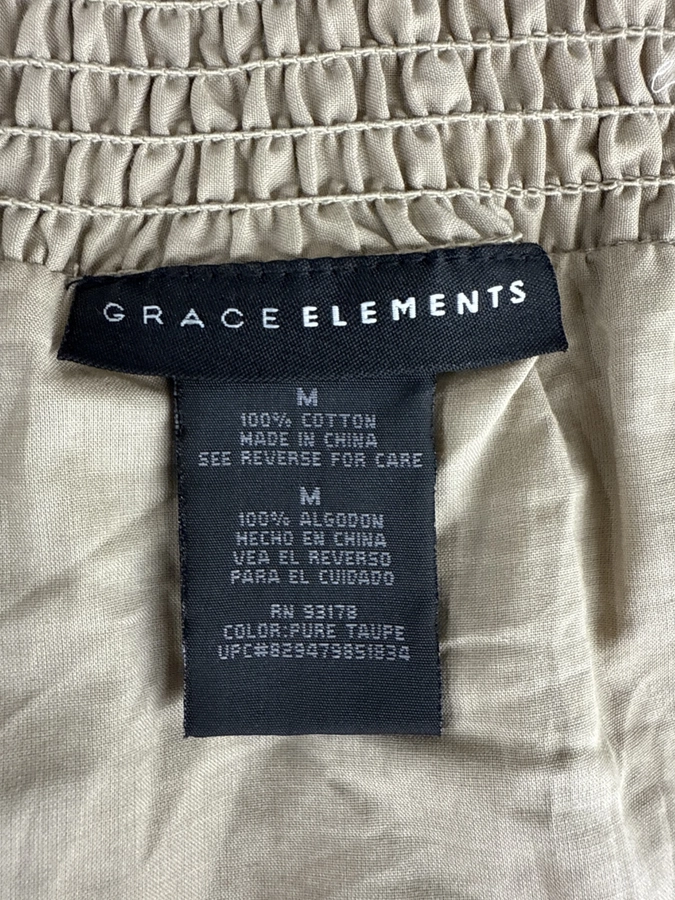 GRACE ELEMENTS
M
100% COTTON
MADE IN CHINA
SEE REVERSE FOR CARE
M
100% ALGODON
HECHO EN CHINA
VEA EL REVERSO
PARA EL CUIDADO
RN 93178
COLOR:PURE TAUPE
UPC#829479851834